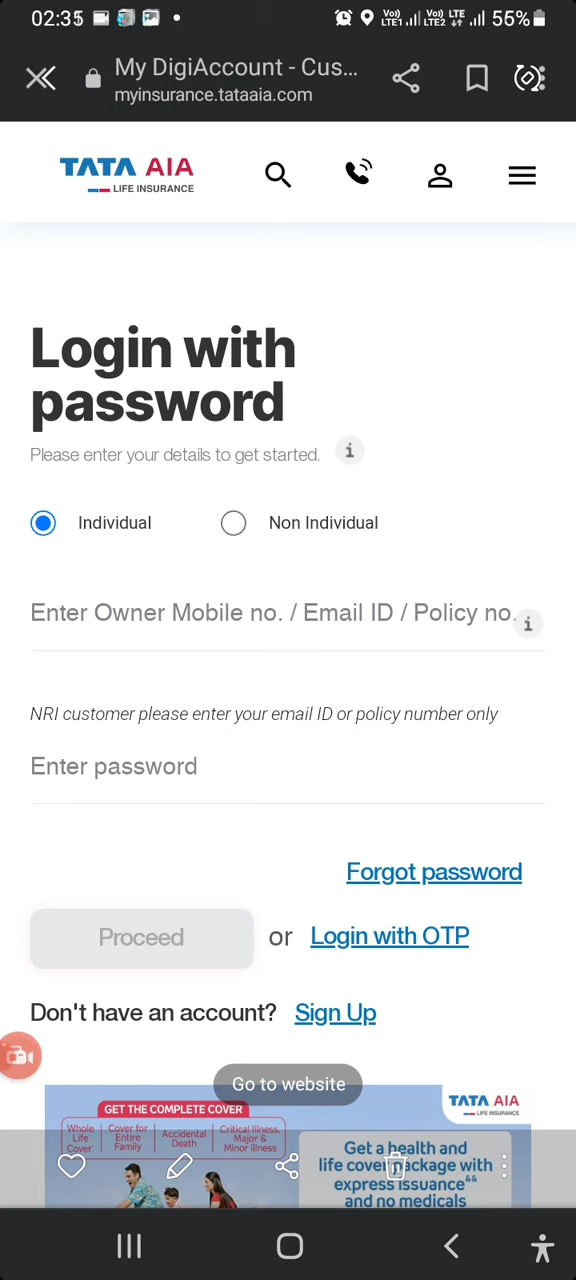 02:35
Vo)) LTE1 Vo)) LTE2 LTE 55%
My DigiAccount - Cus...
myinsurance.tataaia.com
TATA AIA
LIFE INSURANCE
Login with
password
Please enter your details to get started. i
Individual Non Individual
Enter Owner Mobile no. / Email ID / Policy no. i
NRI customer please enter your email ID or policy number only
Enter password
Forgot password
Proceed or Login with OTP
Don't have an account? Sign Up
Go to website
GET THE COMPLETE COVER
TATA AIA
LIFE INSURANCE
Whole Life Cover
Cover for Entire Family
Accidental Death
Critical Illness, Major & Minor illness
Get a health and
life cover package with
express issuance&&
and no medicals